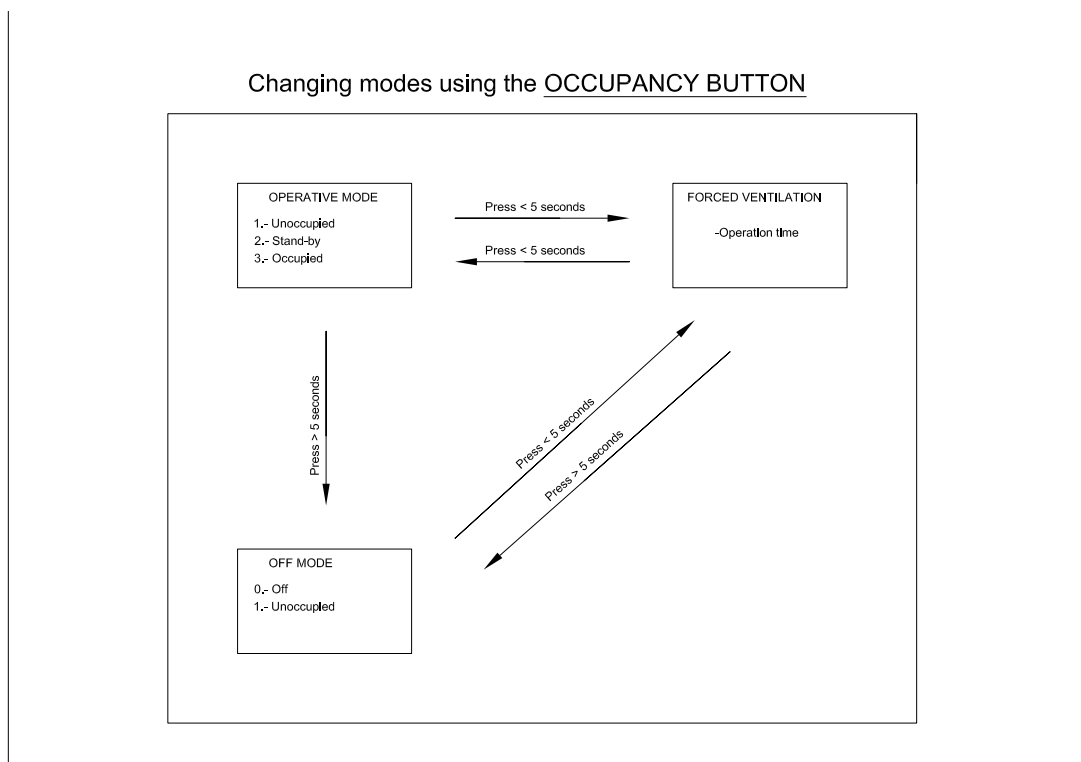 Changing modes using the OCCUPANCY BUTTON
OPERATIVE MODE
1.- Unoccupied
2.- Stand-by
3.- Occupied
Press < 5 seconds
Press < 5 seconds
FORCED VENTILATION
-Operation time
Press > 5 seconds
Press < 5 seconds
Press > 5 seconds
OFF MODE
0.- Off
1.- Unoccupied